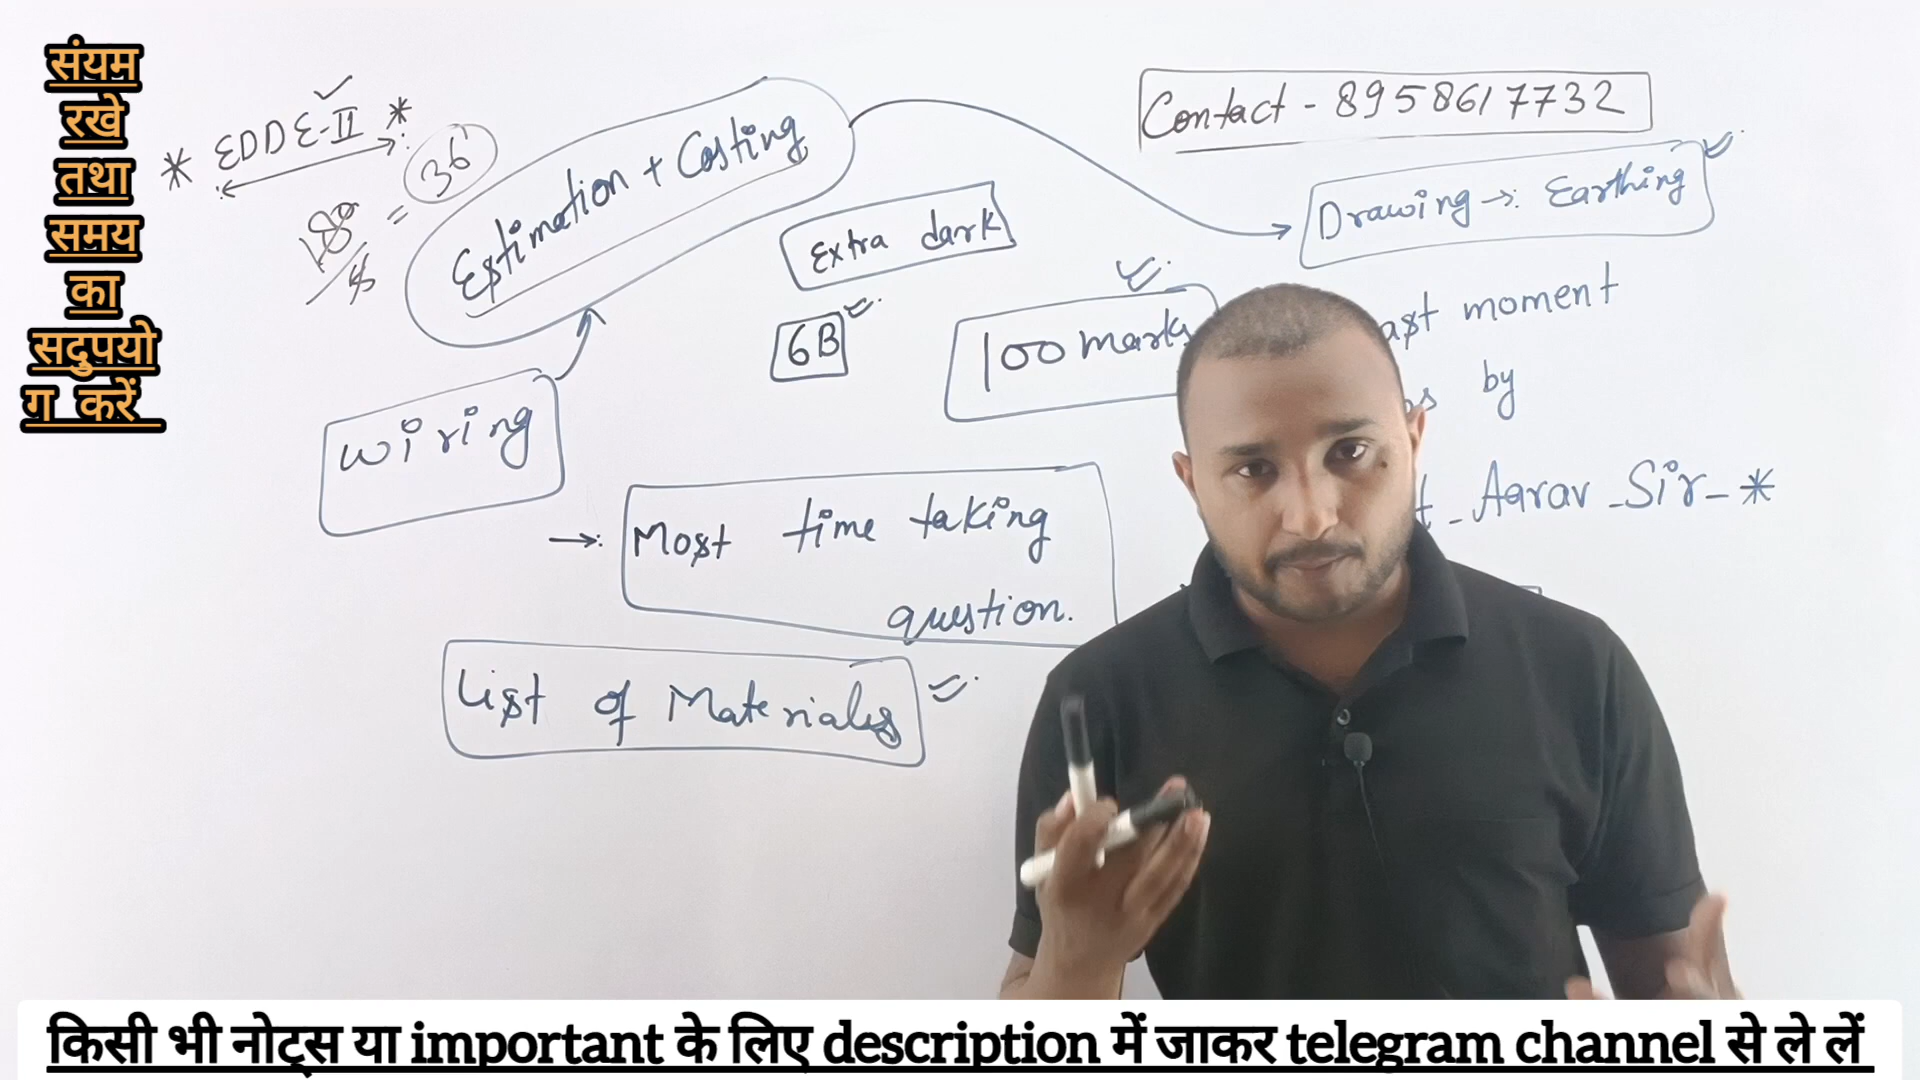 संयम
रखे
तथा
समय
का
सदुपयो
ग करें
* EDDE-II *
= 36
Estimation + Costing
Contact - 8958617732
Drawing → Earthing
Extra dark
6B
100 marks
moment
by
wiring
→ Most time taking
question.
Aarav - Sir - *
List of Materials
किसी भी नोट्स या important के लिए description में जाकर telegram channel से ले लें